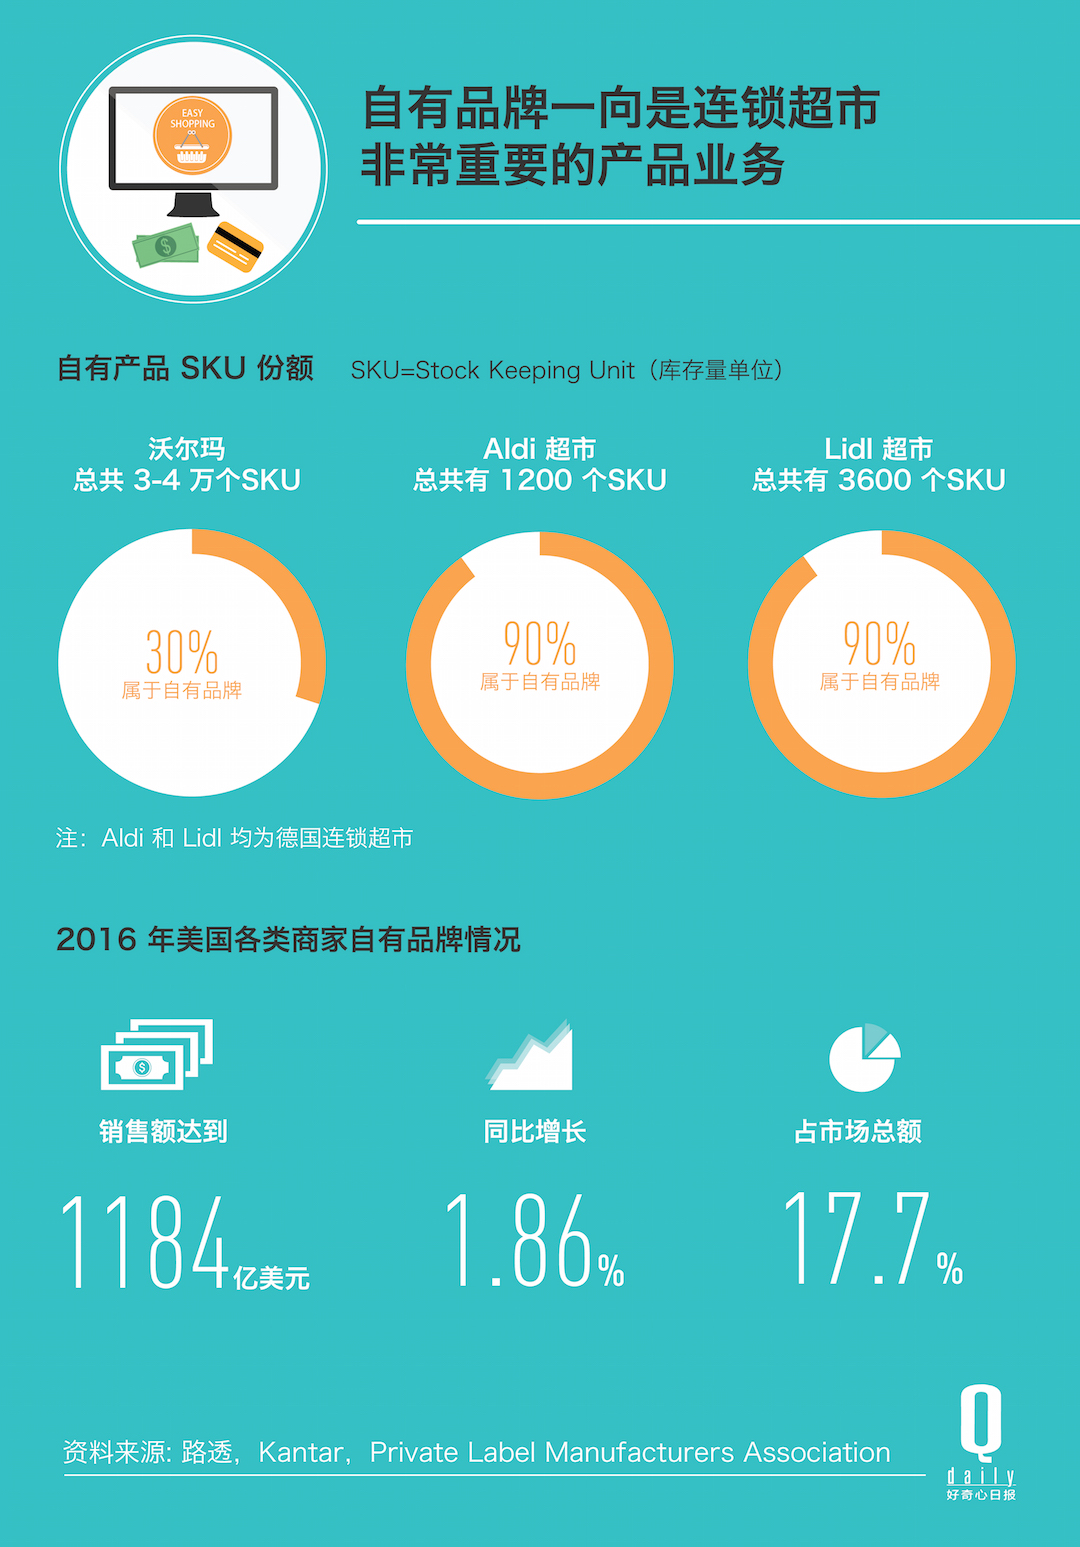 EASY
SHOPPING
自有品牌一向是连锁超市
非常重要的产品业务
自有产品 SKU 份额
SKU=Stock Keeping Unit（库存量单位）
沃尔玛
总共 3-4 万个SKU
Aldi 超市
总共有 1200 个SKU
Lidl 超市
总共有 3600 个SKU
30%
属于自有品牌
90%
属于自有品牌
90%
属于自有品牌
注：Aldi 和 Lidl 均为德国连锁超市
2016 年美国各类商家自有品牌情况
销售额达到
1184亿美元
同比增长
1.86%
占市场总额
17.7%
资料来源: 路透，Kantar，Private Label Manufacturers Association
Q
daily
好奇心日报